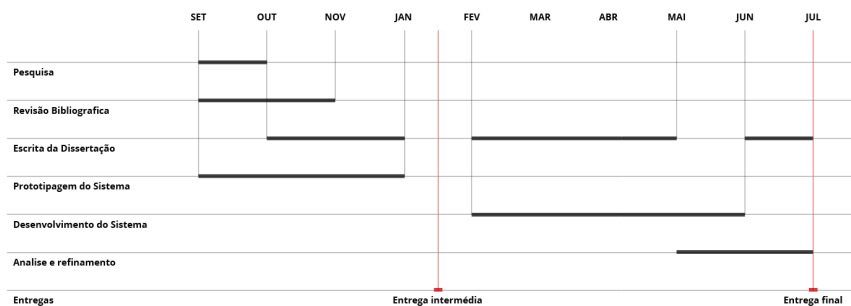 SET OUT NOV JAN FEV MAR ABR MAI JUN JUL
Pesquisa
Revisão Bibliografica
Escrita da Dissertação
Prototipagem do Sistema
Desenvolvimento do Sistema
Analise e refinamento
Entregas Entrega intermédia Entrega final